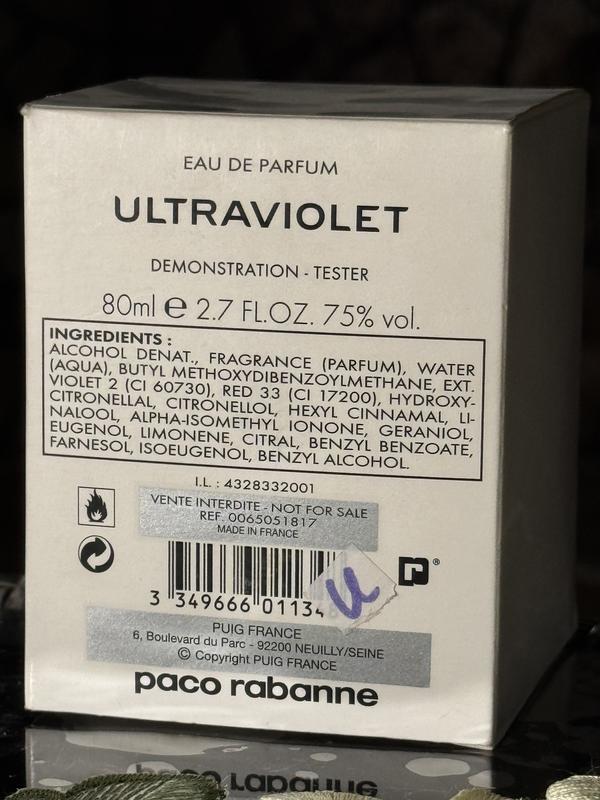 EAU DE PARFUM
ULTRAVIOLET
DEMONSTRATION - TESTER
80ml e 2.7 FL.OZ. 75% vol.
INGREDIENTS :
ALCOHOL DENAT., FRAGRANCE (PARFUM), WATER
(AQUA), BUTYL METHOXYDIBENZOYLMETHANE, EXT.
VIOLET 2 (CI 60730), RED 33 (CI 17200), HYDROXY-
CITRONELLAL, CITRONELLOL, HEXYL CINNAMAL, LI-
NALOOL, ALPHA-ISOMETHYL IONONE, GERANIOL,
EUGENOL, LIMONENE, CITRAL, BENZYL BENZOATE,
FARNESOL, ISOEUGENOL, BENZYL ALCOHOL.
I.L. : 4328332001
VENTE INTERDITE - NOT FOR SALE
REF. 0065051817
MADE IN FRANCE
3 349666 01134
u
r®
PUIG FRANCE
6, Boulevard du Parc - 92200 NEUILLY/SEINE
© Copyright PUIG FRANCE
paco rabanne